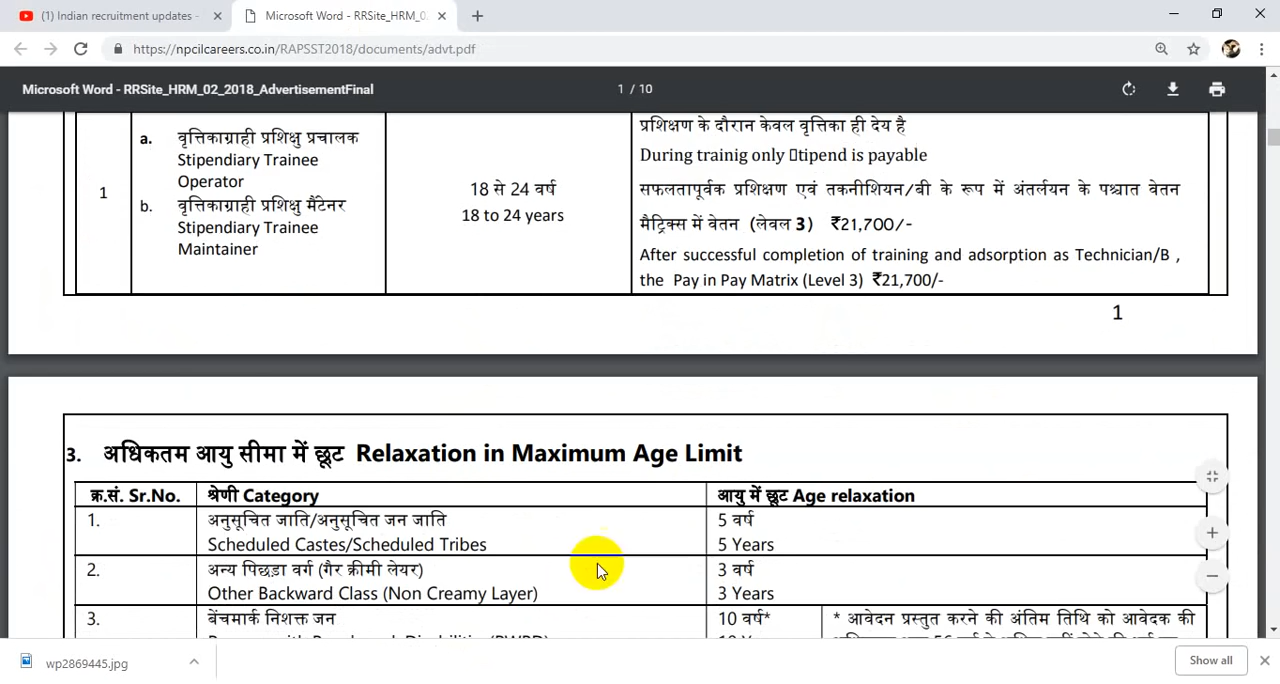 (1) Indian recruitment updates -
Microsoft Word - RRSite_HRM_02
https://npcilcareers.co.in/RAPSST2018/documents/advt.pdf
Microsoft Word - RRSite_HRM_02_2018_AdvertisementFinal
1 / 10
1
a. वृत्तिकाग्राही प्रशिक्षु प्रचालक
Stipendiary Trainee
Operator
b. वृत्तिकाग्राही प्रशिक्षु मैंटेनर
Stipendiary Trainee
Maintainer
18 से 24 वर्ष
18 to 24 years
प्रशिक्षण के दौरान केवल वृत्तिका ही देय है
During trainig only tipend is payable
सफलतापूर्वक प्रशिक्षण एवं तकनीशियन/बी के रूप में अंतर्लयन के पश्चात वेतन
मैट्रिक्स में वेतन (लेवल 3) ₹21,700/-
After successful completion of training and adsorption as Technician/B ,
the Pay in Pay Matrix (Level 3) ₹21,700/-
1
3. अधिकतम आयु सीमा में छूट Relaxation in Maximum Age Limit
क्र.सं. Sr.No. श्रेणी Category आयु में छूट Age relaxation
1. अनुसूचित जाति/अनुसूचित जन जाति 5 वर्ष
Scheduled Castes/Scheduled Tribes 5 Years
2. अन्य पिछड़ा वर्ग (गैर क्रीमी लेयर) 3 वर्ष
Other Backward Class (Non Creamy Layer) 3 Years
3. बेंचमार्क निशक्त जन 10 वर्ष* * आवेदन प्रस्तुत करने की अंतिम तिथि को आवेदक की
wp2869445.jpg
Show all